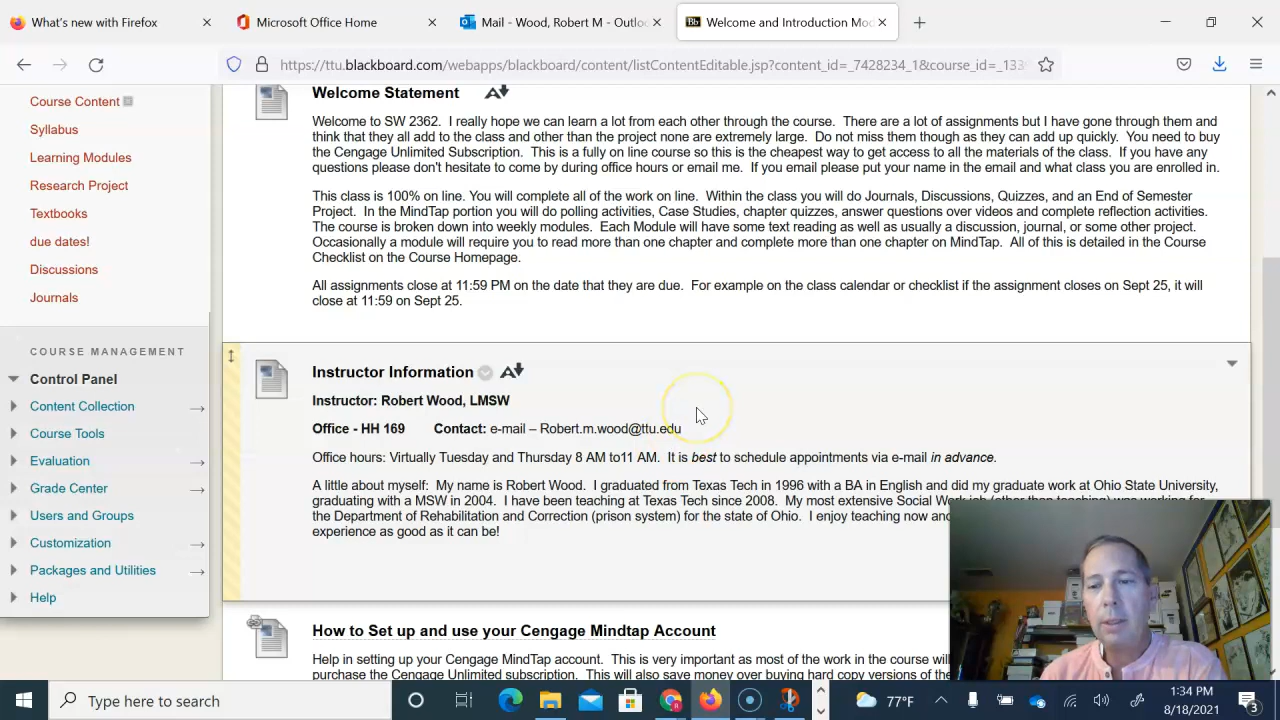 What's new with Firefox
Microsoft Office Home
Mail - Wood, Robert M - Outlo
Welcome and Introduction Mod
https://ttu.blackboard.com/webapps/blackboard/content/listContentEditable.jsp?content_id=_7428234_1&course_id=_133
Course Content
Syllabus
Learning Modules
Research Project
Textbooks
due dates!
Discussions
Journals
COURSE MANAGEMENT
Control Panel
Content Collection
Course Tools
Evaluation
Grade Center
Users and Groups
Customization
Packages and Utilities
Help
Welcome Statement
Welcome to SW 2362. I really hope we can learn a lot from each other through the course. There are a lot of assignments but I have gone through them and
think that they all add to the class and other than the project none are extremely large. Do not miss them though as they can add up quickly. You need to buy
the Cengage Unlimited Subscription. This is a fully on line course so this is the cheapest way to get access to all the materials of the class. If you have any
questions please don't hesitate to come by during office hours or email me. If you email please put your name in the email and what class you are enrolled in.
This class is 100% on line. You will complete all of the work on line. Within the class you will do Journals, Discussions, Quizzes, and an End of Semester
Project. In the MindTap portion you will do polling activities, Case Studies, chapter quizzes, answer questions over videos and complete reflection activities.
The course is broken down into weekly modules. Each Module will have some text reading as well as usually a discussion, journal, or some other project.
Occasionally a module will require you to read more than one chapter and complete more than one chapter on MindTap. All of this is detailed in the Course
Checklist on the Course Homepage.
All assignments close at 11:59 PM on the date that they are due. For example on the class calendar or checklist if the assignment closes on Sept 25, it will
close at 11:59 on Sept 25.
Instructor Information
Instructor: Robert Wood, LMSW
Office - HH 169 Contact: e-mail – Robert.m.wood@ttu.edu
Office hours: Virtually Tuesday and Thursday 8 AM to11 AM. It is best to schedule appointments via e-mail in advance.
A little about myself: My name is Robert Wood. I graduated from Texas Tech in 1996 with a BA in English and did my graduate work at Ohio State University,
graduating with a MSW in 2004. I have been teaching at Texas Tech since 2008. My most extensive Social Work job (other than teaching) was working for
the Department of Rehabilitation and Correction (prison system) for the state of Ohio. I enjoy teaching now and
experience as good as it can be!
How to Set up and use your Cengage Mindtap Account
Help in setting up your Cengage MindTap account. This is very important as most of the work in the course wil
purchase the Cengage Unlimited subscription. This will also save money over buying hard copy versions of the
Type here to search
77°F
1:34 PM
8/18/2021
3